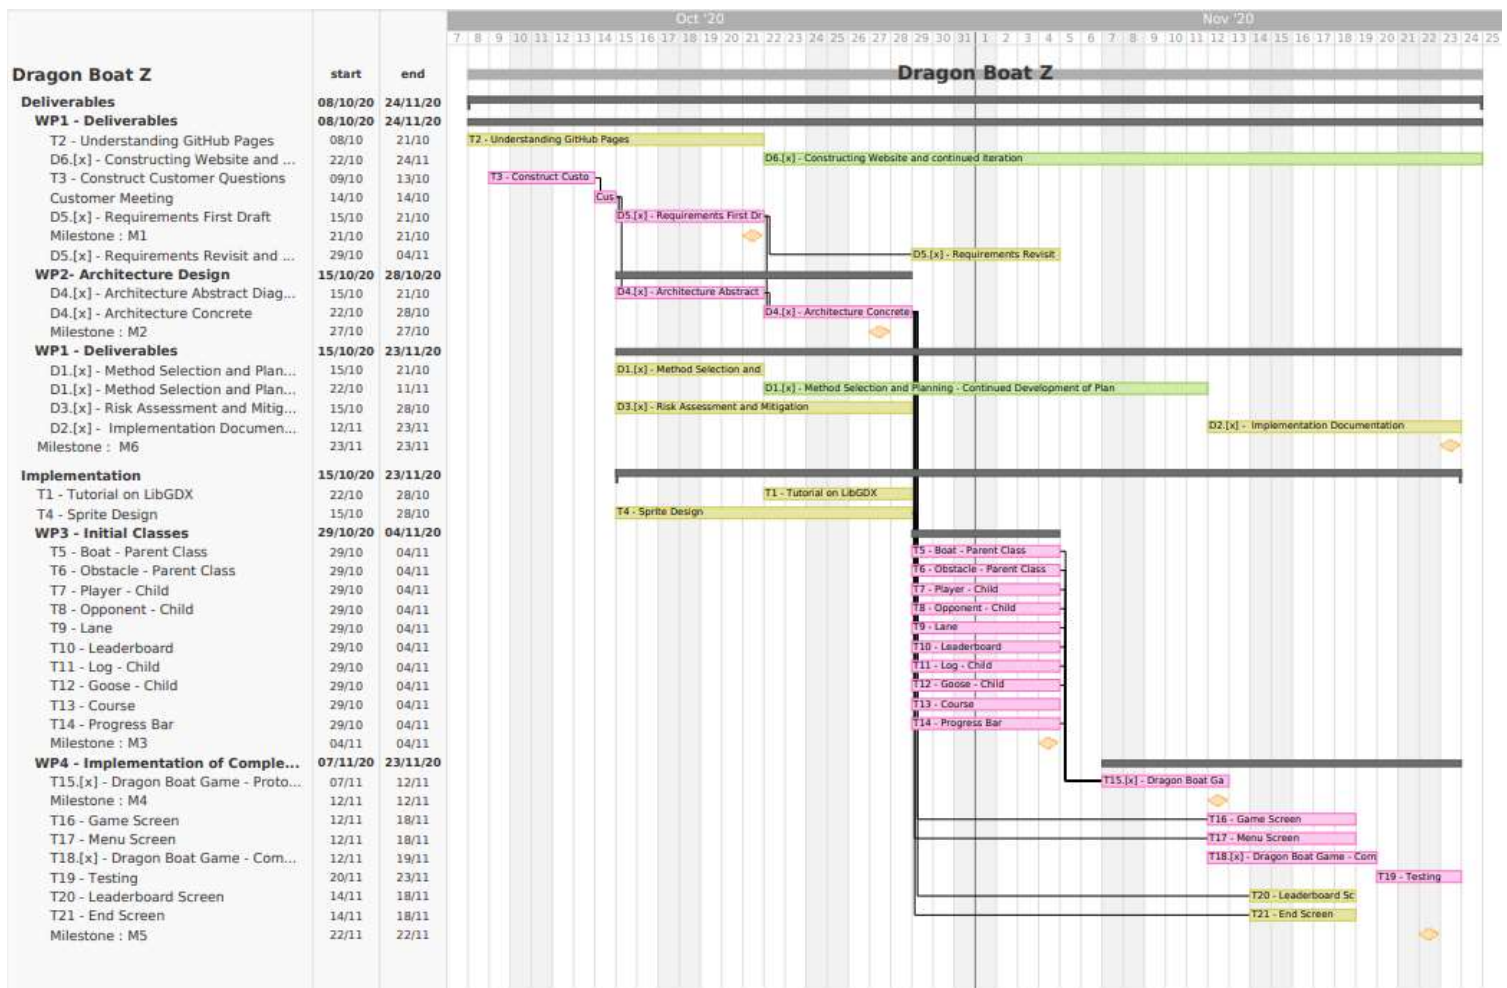 Oct '20 Nov '20
7 8 9 10 11 12 13 14 15 16 17 18 19 20 21 22 23 24 25 26 27 28 29 30 31 1 2 3 4 5 6 7 8 9 10 11 12 13 14 15 16 17 18 19 20 21 22 23 24 25
Dragon Boat Z start end Dragon Boat Z
Deliverables 08/10/20 24/11/20
WP1 - Deliverables 08/10/20 24/11/20
T2 - Understanding GitHub Pages 08/10 21/10 T2 - Understanding GitHub Pages
D6.[x] - Constructing Website and ... 22/10 24/11 D6.[x] - Constructing Website and continued iteration
T3 - Construct Customer Questions 09/10 13/10 T3 - Construct Custo
Customer Meeting 14/10 14/10 Cus
D5.[x] - Requirements First Draft 15/10 21/10 D5.[x] - Requirements First Dr
Milestone : M1 21/10 21/10
D5.[x] - Requirements Revisit and ... 29/10 04/11 D5.[x] - Requirements Revisit
WP2- Architecture Design 15/10/20 28/10/20
D4.[x] - Architecture Abstract Diag... 15/10 21/10 D4.[x] - Architecture Abstract
D4.[x] - Architecture Concrete 22/10 28/10 D4.[x] - Architecture Concrete
Milestone : M2 27/10 27/10
WP1 - Deliverables 15/10/20 23/11/20
D1.[x] - Method Selection and Plan... 15/10 21/10 D1.[x] - Method Selection and
D1.[x] - Method Selection and Plan... 22/10 11/11 D1.[x] - Method Selection and Planning - Continued Development of Plan
D3.[x] - Risk Assessment and Mitig... 15/10 28/10 D3.[x] - Risk Assessment and Mitigation
D2.[x] - Implementation Documen... 12/11 23/11 D2.[x] - Implementation Documentation
Milestone : M6 23/11 23/11
Implementation 15/10/20 23/11/20
T1 - Tutorial on LibGDX 22/10 28/10 T1 - Tutorial on LibGDX
T4 - Sprite Design 15/10 28/10 T4 - Sprite Design
WP3 - Initial Classes 29/10/20 04/11/20
T5 - Boat - Parent Class 29/10 04/11 T5 - Boat - Parent Class
T6 - Obstacle - Parent Class 29/10 04/11 T6 - Obstacle - Parent Class
T7 - Player - Child 29/10 04/11 T7 - Player - Child
T8 - Opponent - Child 29/10 04/11 T8 - Opponent - Child
T9 - Lane 29/10 04/11 T9 - Lane
T10 - Leaderboard 29/10 04/11 T10 - Leaderboard
T11 - Log - Child 29/10 04/11 T11 - Log - Child
T12 - Goose - Child 29/10 04/11 T12 - Goose - Child
T13 - Course 29/10 04/11 T13 - Course
T14 - Progress Bar 29/10 04/11 T14 - Progress Bar
Milestone : M3 04/11 04/11
WP4 - Implementation of Comple... 07/11/20 23/11/20
T15.[x] - Dragon Boat Game - Proto... 07/11 12/11 T15.[x] - Dragon Boat Ga
Milestone : M4 12/11 12/11
T16 - Game Screen 12/11 18/11 T16 - Game Screen
T17 - Menu Screen 12/11 18/11 T17 - Menu Screen
T18.[x] - Dragon Boat Game - Com... 12/11 19/11 T18.[x] - Dragon Boat Game - Com
T19 - Testing 20/11 23/11 T19 - Testing
T20 - Leaderboard Screen 14/11 18/11 T20 - Leaderboard Sc
T21 - End Screen 14/11 18/11 T21 - End Screen
Milestone : M5 22/11 22/11